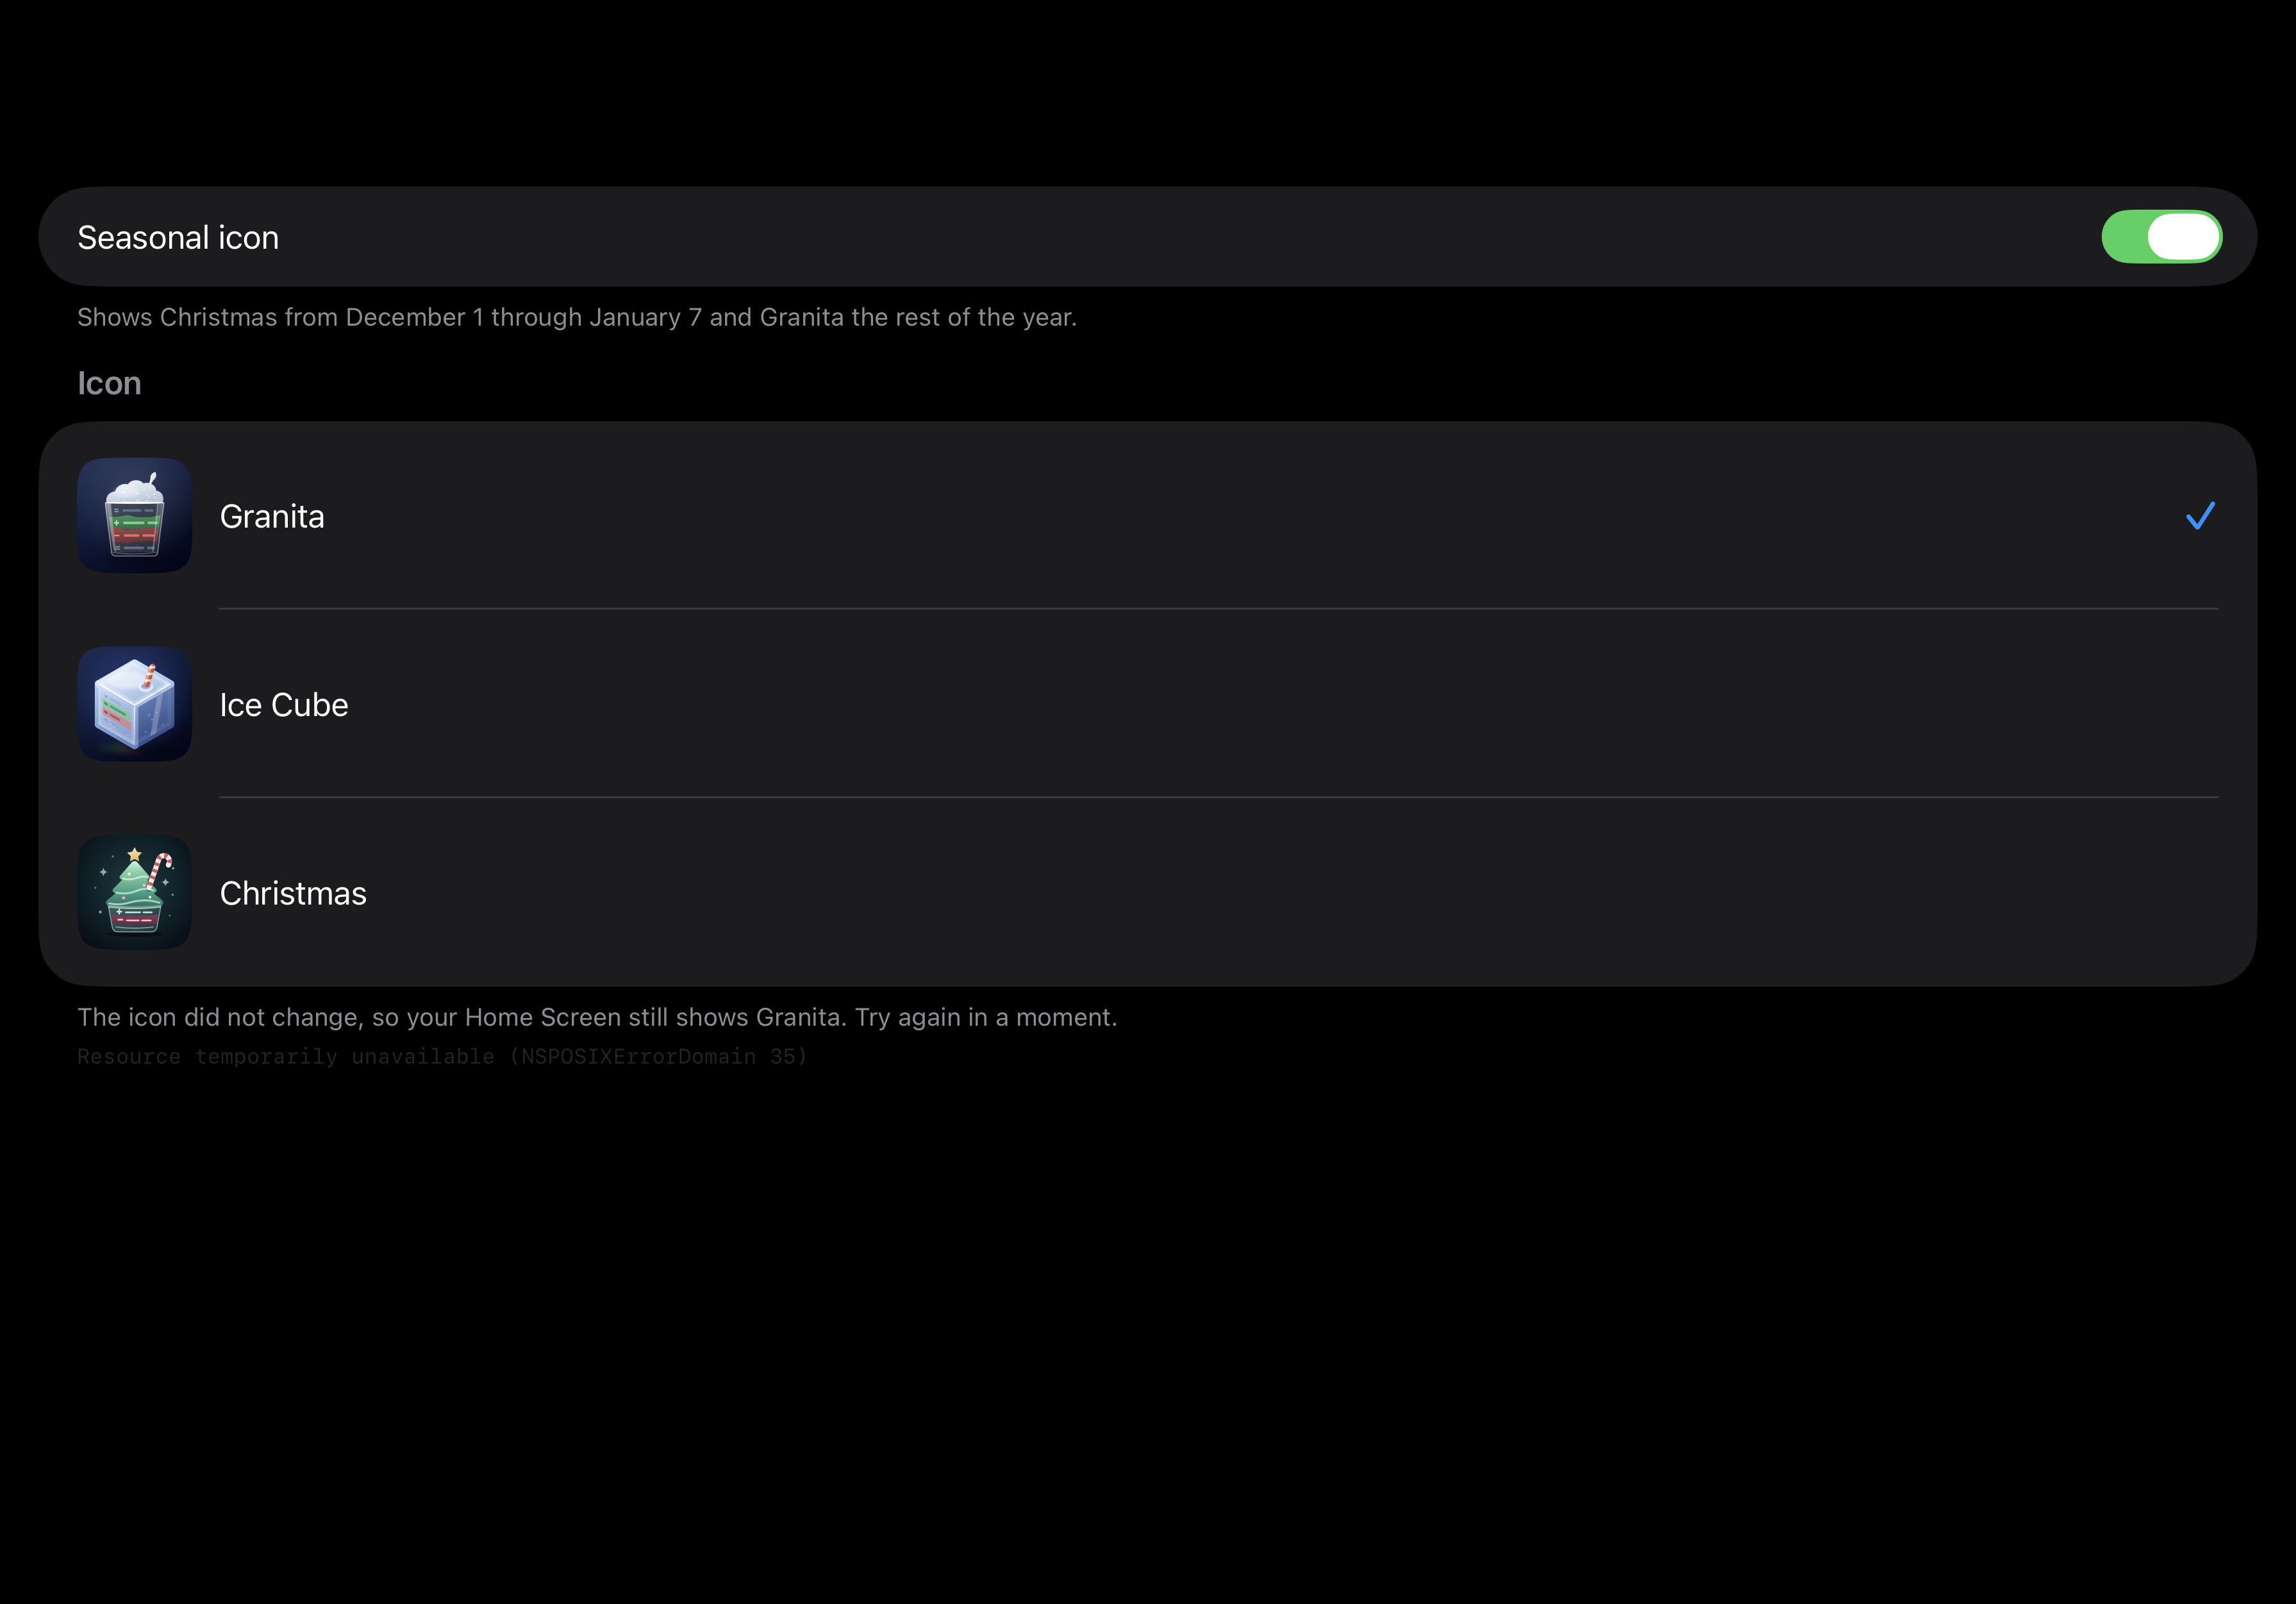 Seasonal icon
Shows Christmas from December 1 through January 7 and Granita the rest of the year.
Icon
Granita
Ice Cube
Christmas
The icon did not change, so your Home Screen still shows Granita. Try again in a moment.
Resource temporarily unavailable (NSPOSIXErrorDomain 35)